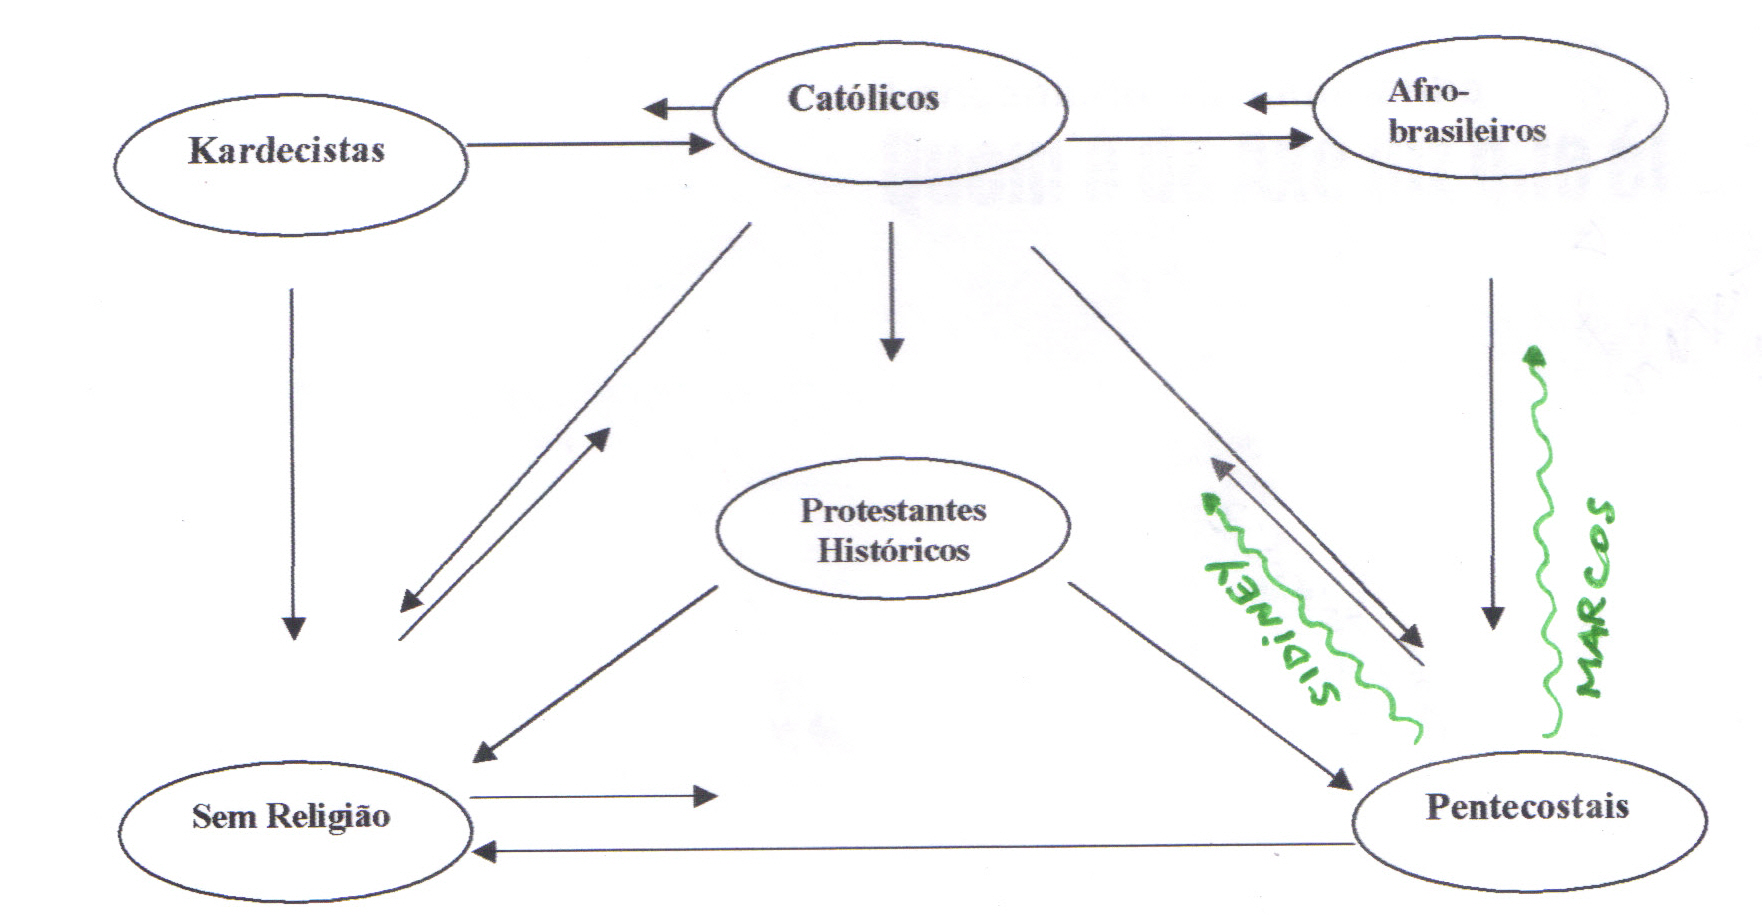 Católicos
Afro-
brasileiros
Kardecistas
Protestantes
Históricos
SIDINEY
MARCOS
Sem Religião
Pentecostais